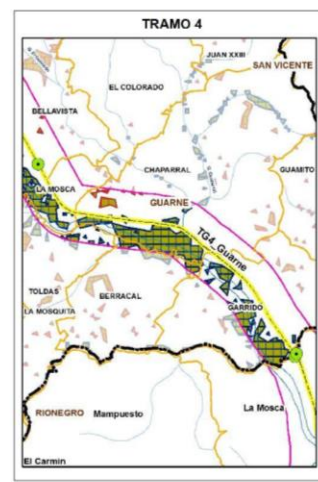 TRAMO 4
JUAN XXIII
SAN VICENTE
EL COLORADO
BELLAVISTA
CHAPARRAL
GUAMITO
LA MOSCA
GUARNE
TG4_Guarne
TOLDAS
BERRACAL
GARRIDO
LA MOSQUITA
RIONEGRO
Mampuesto
La Mosca
El Carmin